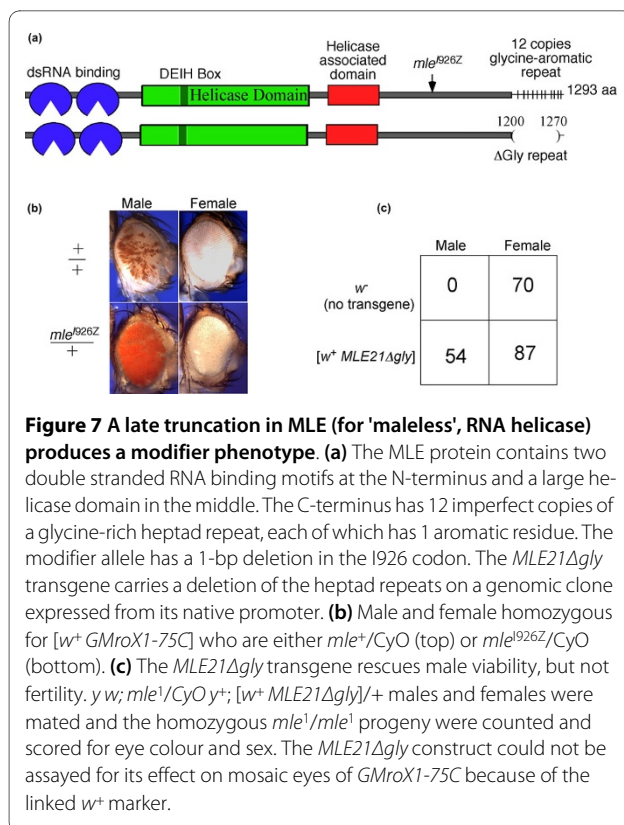 (a)
dsRNA binding
DEIH Box
Helicase Domain
Helicase
associated
domain
mle^I926Z
12 copies
glycine-aromatic
repeat
1293 aa
1200 1270
ΔGly repeat
(b)
Male Female
+
+
mle^I926Z
+
(c)
Male Female
w-
(no transgene)
0 70
[w+ MLE21Δgly]
54 87
Figure 7 A late truncation in MLE (for 'maleless', RNA helicase)
produces a modifier phenotype. (a) The MLE protein contains two
double stranded RNA binding motifs at the N-terminus and a large he-
licase domain in the middle. The C-terminus has 12 imperfect copies of
a glycine-rich heptad repeat, each of which has 1 aromatic residue. The
modifier allele has a 1-bp deletion in the I926 codon. The MLE21Δgly
transgene carries a deletion of the heptad repeats on a genomic clone
expressed from its native promoter. (b) Male and female homozygous
for [w+ GMroX1-75C] who are either mle+/CyO (top) or mle^I926Z/CyO
(bottom). (c) The MLE21Δgly transgene rescues male viability, but not
fertility. y w; mle1/CyO y+; [w+ MLE21Δgly]/+ males and females were
mated and the homozygous mle1/mle1 progeny were counted and
scored for eye colour and sex. The MLE21Δgly construct could not be
assayed for its effect on mosaic eyes of GMroX1-75C because of the
linked w+ marker.